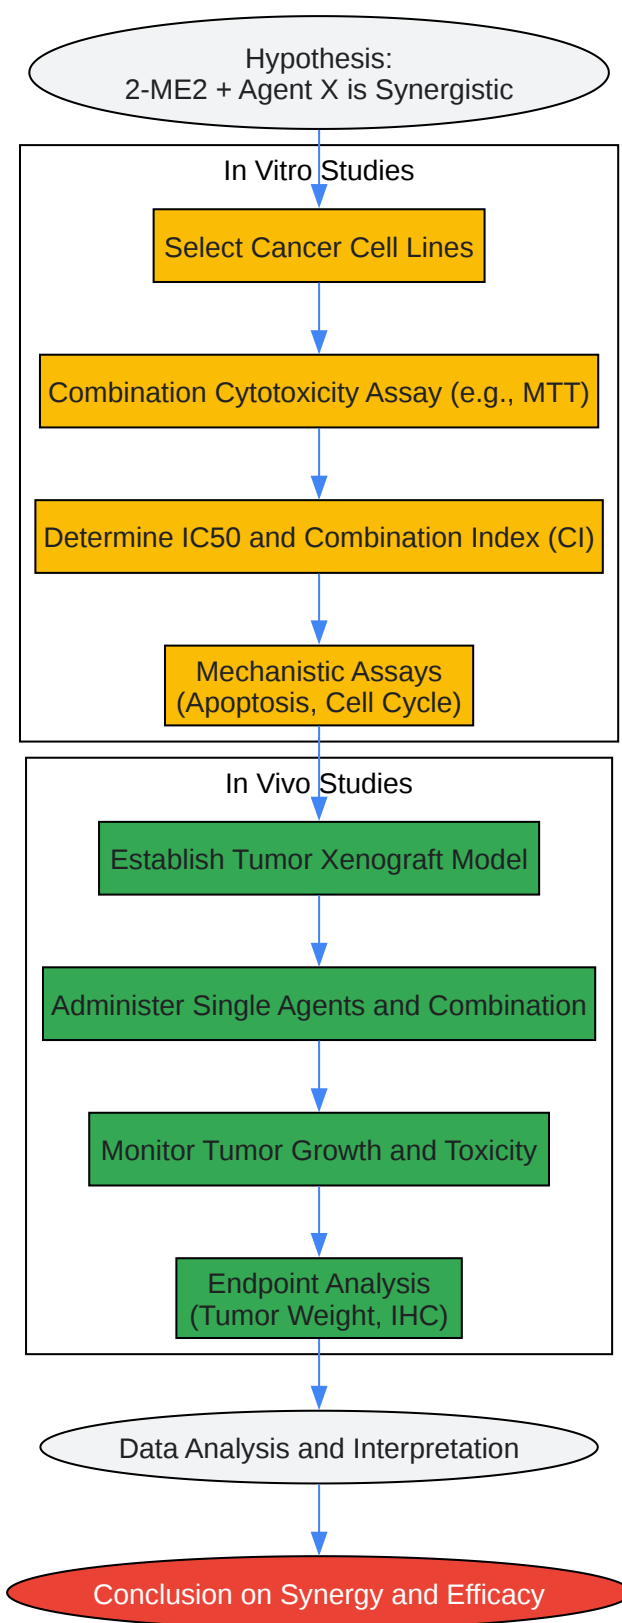 Hypothesis:
2-ME2 + Agent X is Synergistic
In Vitro Studies
Select Cancer Cell Lines
Combination Cytotoxicity Assay (e.g., MTT)
Determine IC50 and Combination Index (CI)
Mechanistic Assays
(Apoptosis, Cell Cycle)
In Vivo Studies
Establish Tumor Xenograft Model
Administer Single Agents and Combination
Monitor Tumor Growth and Toxicity
Endpoint Analysis
(Tumor Weight, IHC)
Data Analysis and Interpretation
Conclusion on Synergy and Efficacy